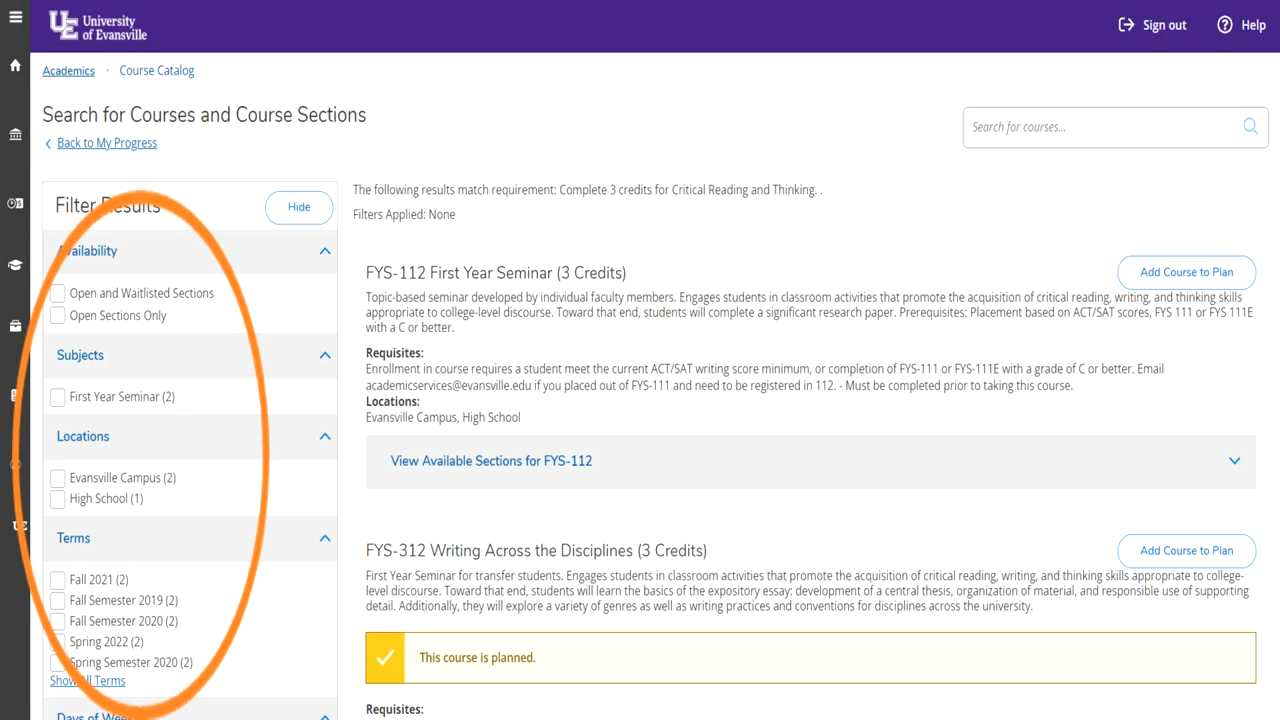 UE University
of Evansville
Sign out
Help
Academics · Course Catalog
Search for Courses and Course Sections
Back to My Progress
Search for courses...
Filter Results
Hide
Availability
Open and Waitlisted Sections
Open Sections Only
Subjects
First Year Seminar (2)
Locations
Evansville Campus (2)
High School (1)
Terms
Fall 2021 (2)
Fall Semester 2019 (2)
Fall Semester 2020 (2)
Spring 2022 (2)
Spring Semester 2020 (2)
Show All Terms
Days of Week
The following results match requirement: Complete 3 credits for Critical Reading and Thinking. .
Filters Applied: None
FYS-112 First Year Seminar (3 Credits)
Add Course to Plan
Topic-based seminar developed by individual faculty members. Engages students in classroom activities that promote the acquisition of critical reading, writing, and thinking skills
appropriate to college-level discourse. Toward that end, students will complete a significant research paper. Prerequisites: Placement based on ACT/SAT scores, FYS 111 or FYS 111E
with a C or better.
Requisites:
Enrollment in course requires a student meet the current ACT/SAT writing score minimum, or completion of FYS-111 or FYS-111E with a grade of C or better. Email
academicservices@evansville.edu if you placed out of FYS-111 and need to be registered in 112. - Must be completed prior to taking this course.
Locations:
Evansville Campus, High School
View Available Sections for FYS-112
FYS-312 Writing Across the Disciplines (3 Credits)
Add Course to Plan
First Year Seminar for transfer students. Engages students in classroom activities that promote the acquisition of critical reading, writing, and thinking skills appropriate to college-
level discourse. Toward that end, students will learn the basics of the expository essay: development of a central thesis, organization of material, and responsible use of supporting
detail. Additionally, they will explore a variety of genres as well as writing practices and conventions for disciplines across the university.
This course is planned.
Requisites:
UE